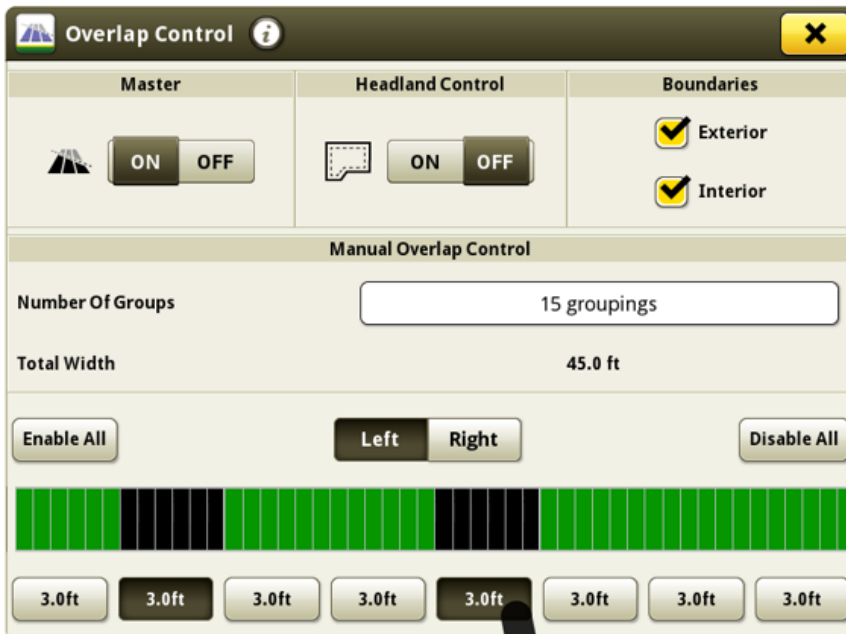 Overlap Control i
Master Headland Control Boundaries
ON OFF ON OFF Exterior
Interior
Manual Overlap Control
Number Of Groups 15 groupings
Total Width 45.0 ft
Enable All Left Right Disable All
3.0ft 3.0ft 3.0ft 3.0ft 3.0ft 3.0ft 3.0ft 3.0ft